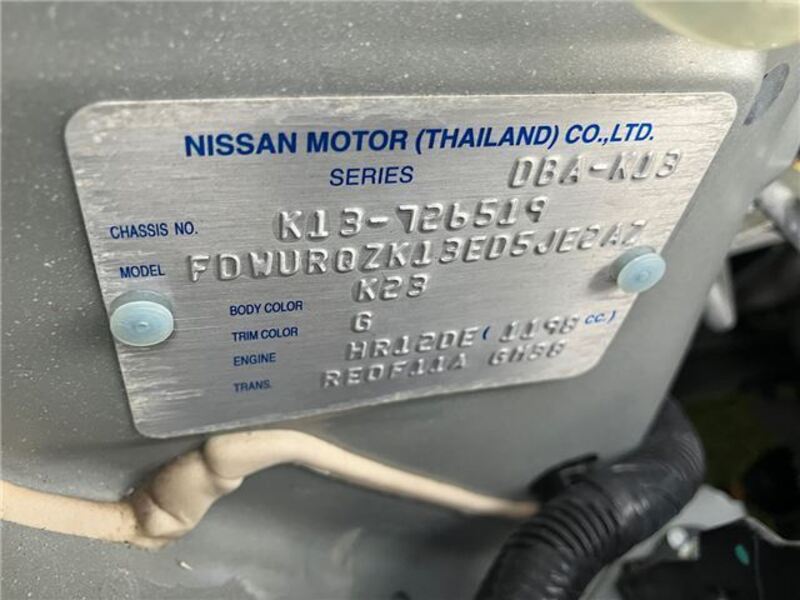 NISSAN MOTOR (THAILAND) CO.,LTD.
SERIES DBA-K13
CHASSIS NO. K13-726519
MODEL FDWURQZK13ED5JE2AZ
BODY COLOR K23
TRIM COLOR G
ENGINE HR12DE ( 1198 CC. )
TRANS. RE0F11A GH38